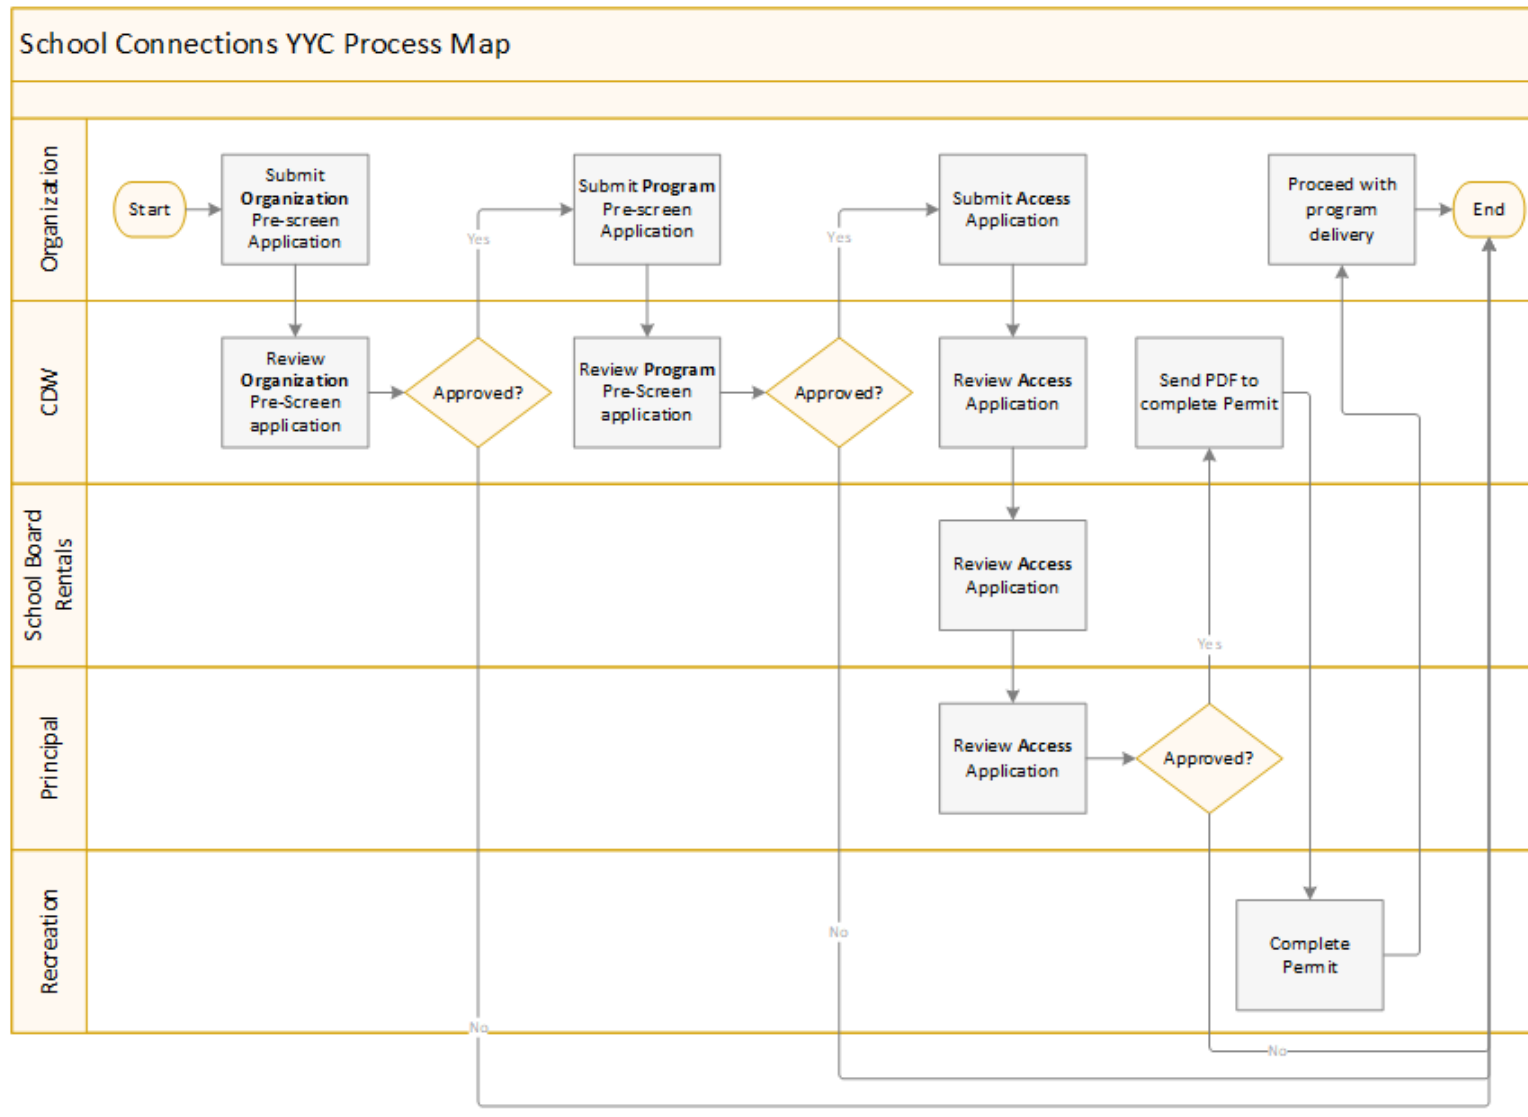 School Connections YYC Process Map
Organization
Start
Submit
Organization
Pre-screen
Application
Yes
Submit Program
Pre-screen
Application
Yes
Submit Access
Application
Proceed with
program
delivery
End
CDW
Review
Organization
Pre-Screen
application
Approved?
Review Program
Pre-Screen
application
Approved?
Review Access
Application
Send PDF to
complete Permit
School Board
Rentals
Review Access
Application
Yes
Principal
Review Access
Application
Approved?
Recreation
No
Complete
Permit
No
No